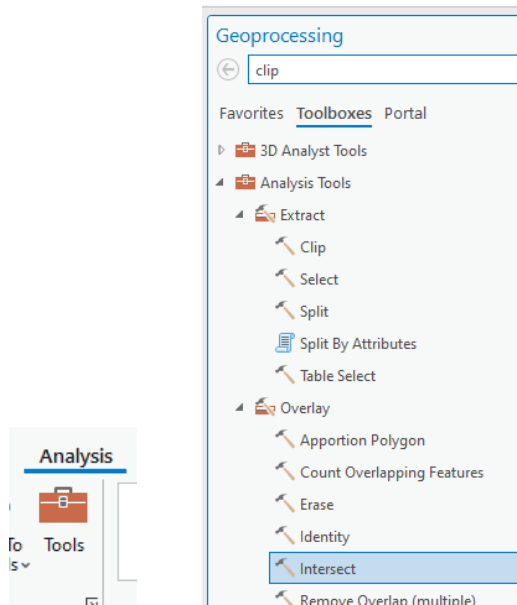 Geoprocessing
clip
Favorites Toolboxes Portal
3D Analyst Tools
Analysis Tools
Extract
Clip
Select
Split
Split By Attributes
Table Select
Overlay
Apportion Polygon
Count Overlapping Features
Erase
Identity
Intersect
Remove Overlap (multiple)
Analysis
To Tools